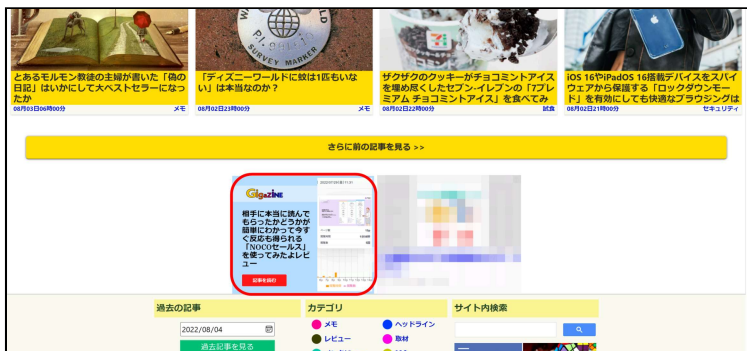 とあるモルモン教徒の主婦が書いた「偽の
日記」はいかにして大ベストセラーになっ
たか
08月03日06時00分
メモ
「ディズニーワールドに蚊は1匹もいな
い」は本当なのか？
08月02日23時00分
メモ
ザクザクのクッキーがチョコミントアイス
を埋め尽くしたセブン-イレブンの「7プレ
ミアム チョコミントアイス」を食べてみ
08月02日22時00分
試食
iOS 16やiPadOS 16搭載デバイスをスパイ
ウェアから保護する「ロックダウンモー
ド」を有効にしても快適なブラウジングは
08月02日21時00分
セキュリティ
さらに前の記事を見る >>
GigaZiNE
相手に本当に読んで
もらったかどうかが
簡単にわかって今す
ぐ反応も得られる
「NOCOセールス」
を使ってみたよレビ
ュー
記事を読む
過去の記事
2022/08/04
過去記事を見る
カテゴリ
メモ
ヘッドライン
レビュー
取材
サイト内検索